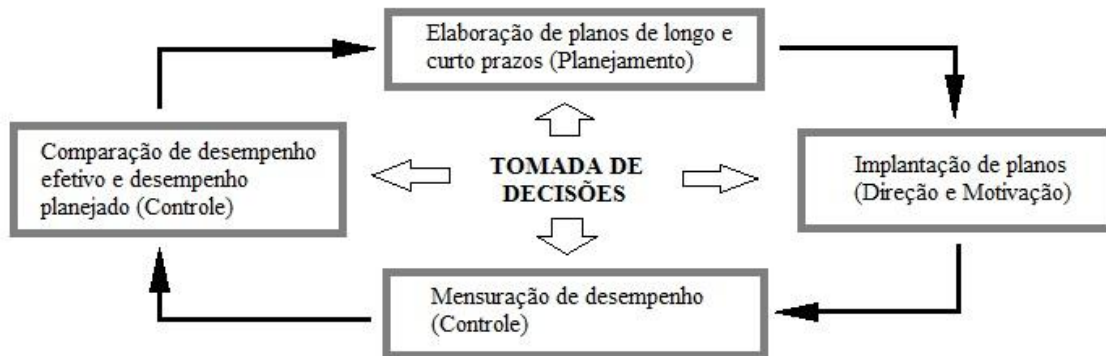 Elaboração de planos de longo e
curto prazos (Planejamento)
Comparação de desempenho
efetivo e desempenho
planejado (Controle)
TOMADA DE
DECISÕES
Implantação de planos
(Direção e Motivação)
Mensuração de desempenho
(Controle)